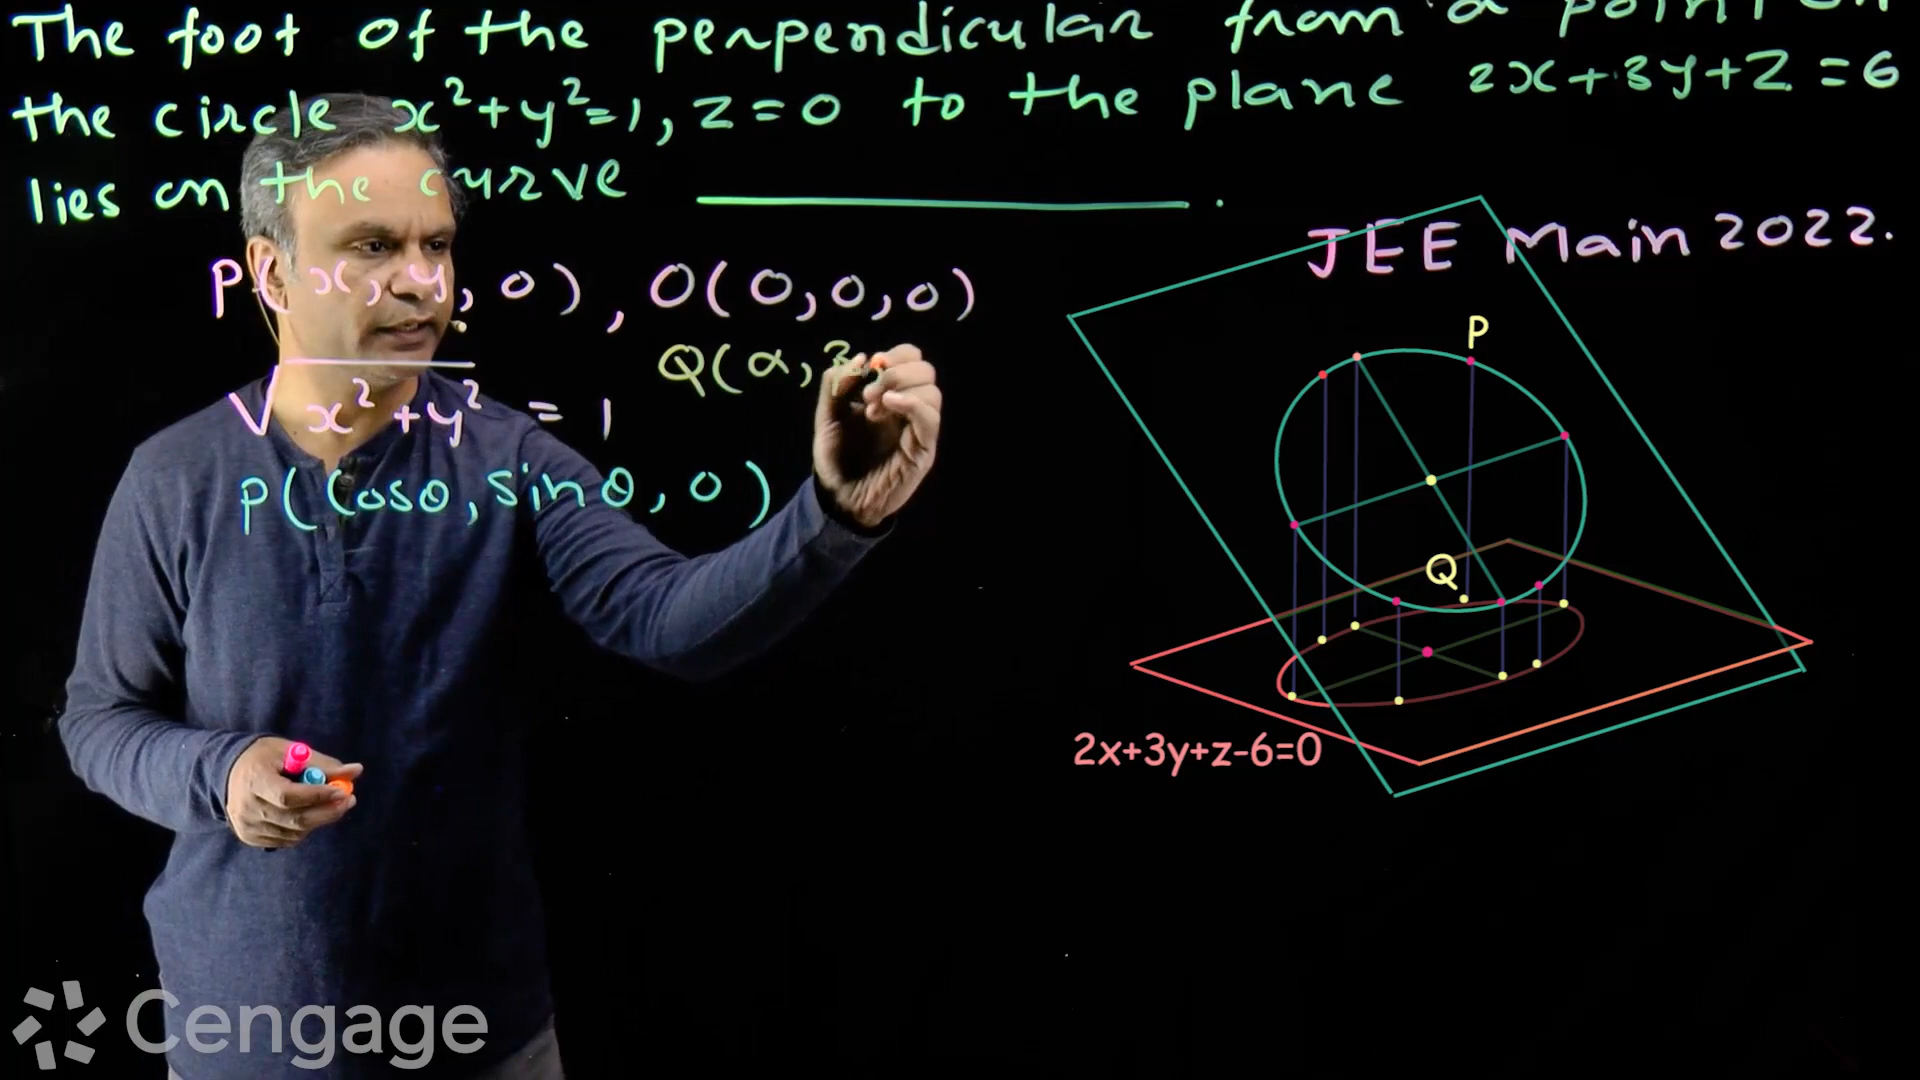 The foot of the perpendicular from a point on
the circle x²+y²=1, z=0 to the plane 2x+3y+z=6
lies on the curve ________.
JEE Main 2022.
P(x, y, 0), O(0,0,0)
Q(α,
√x²+y² = 1
P(cosθ, sinθ, 0)
P
Q
2x+3y+z-6=0
Cengage